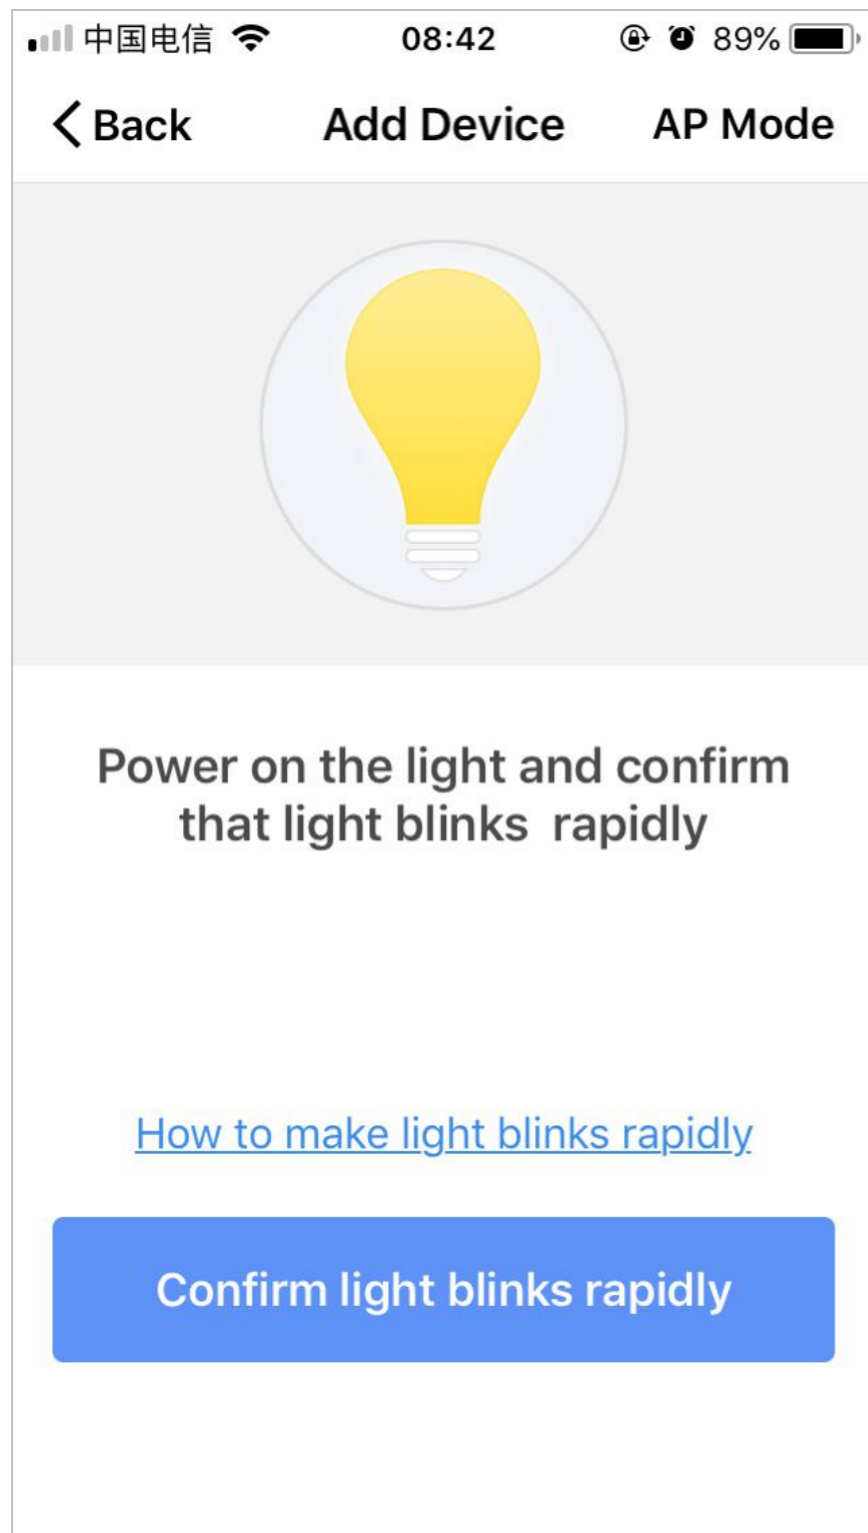 中国电信 08:42 89%
Back Add Device AP Mode
Power on the light and confirm
that light blinks rapidly
How to make light blinks rapidly
Confirm light blinks rapidly